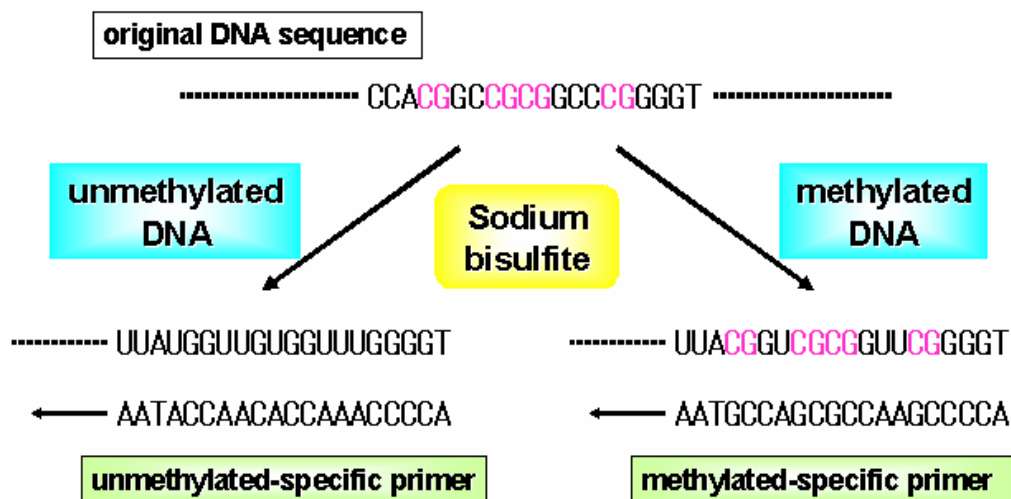 original DNA sequence
CCACGGCCGCGGCCCGGGGT
unmethylated
DNA
Sodium
bisulfite
methylated
DNA
UUAUGGUUGUGGUUUGGGGT
UUACGGUCGCGGUUCGGGGT
AATACCAACACCAAACCCCA
AATGCCAGCGCCAAGCCCCA
unmethylated-specific primer
methylated-specific primer